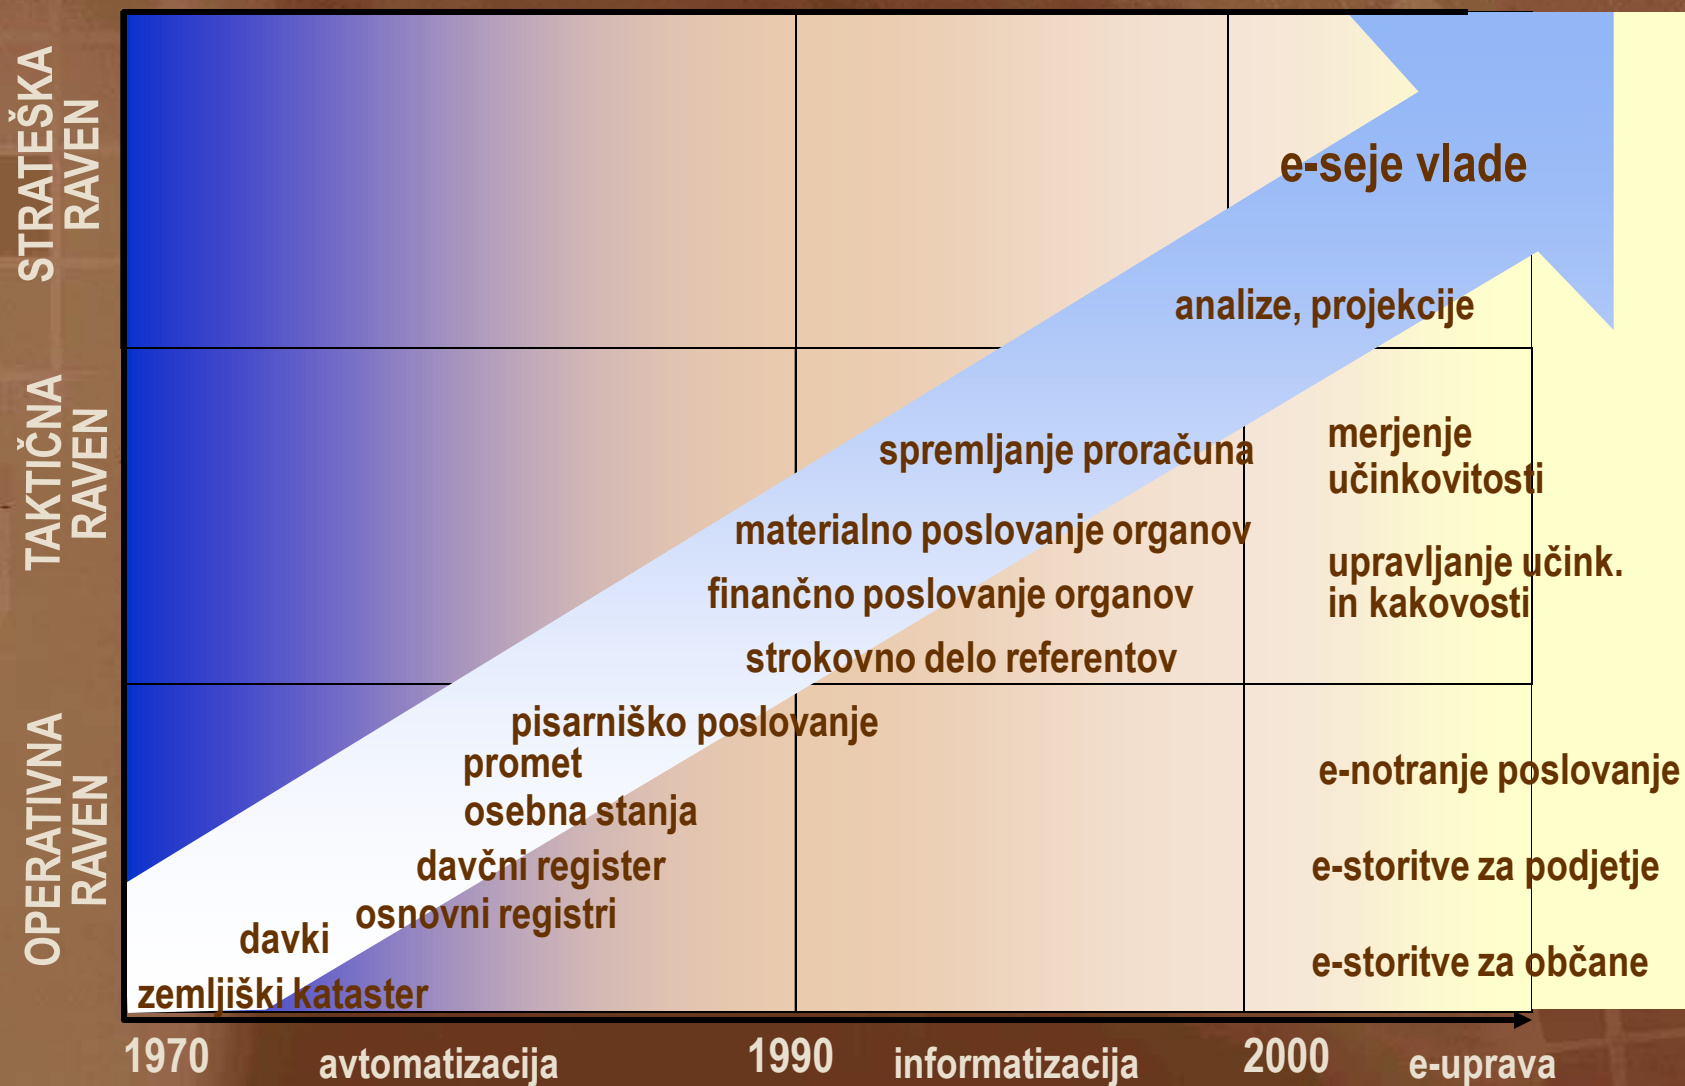 STRATEŠKA
RAVEN
e-seje vlade
analize, projekcije
TAKTIČNA
RAVEN
spremljanje proračuna
merjenje
učinkovitosti
materialno poslovanje organov
upravljanje učink.
in kakovosti
finančno poslovanje organov
strokovno delo referentov
OPERATIVNA
RAVEN
pisarniško poslovanje
promet
e-notranje poslovanje
osebna stanja
davčni register
e-storitve za podjetje
osnovni registri
davki
e-storitve za občane
zemljiški kataster
1970 avtomatizacija 1990 informatizacija 2000 e-uprava